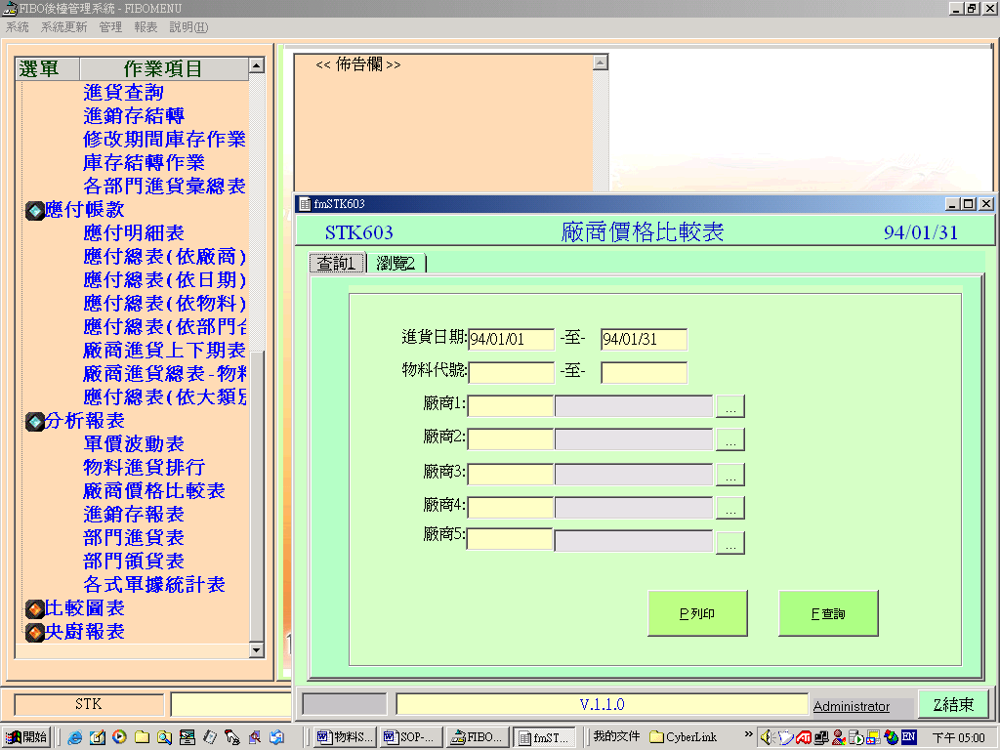 FIBO後檯管理系統 - FIBOMENU
系統 系統更新 管理 報表 說明(H)
選單 作業項目
進貨查詢
進銷存結轉
修改期間庫存作業
庫存結轉作業
各部門進貨彙總表
應付帳款
應付明細表
應付總表(依廠商)
應付總表(依日期)
應付總表(依物料)
應付總表(依部門合
廠商進貨上下期表
廠商進貨總表-物料
應付總表(依大類別
分析報表
單價波動表
物料進貨排行
廠商價格比較表
進銷存報表
部門進貨表
部門領貨表
各式單據統計表
比較圖表
央廚報表
STK
<< 佈告欄 >>
fmSTK603
STK603 廠商價格比較表 94/01/31
查詢1 瀏覽2
進貨日期: 94/01/01 -至- 94/01/31
物料代號: -至-
廠商1: ...
廠商2: ...
廠商3: ...
廠商4: ...
廠商5: ...
P列印 F查詢
V.1.1.0 Administrator Z結束
開始 物料S... SOP-... FIBO... fmST... 我的文件 CyberLink » EN 下午 05:00